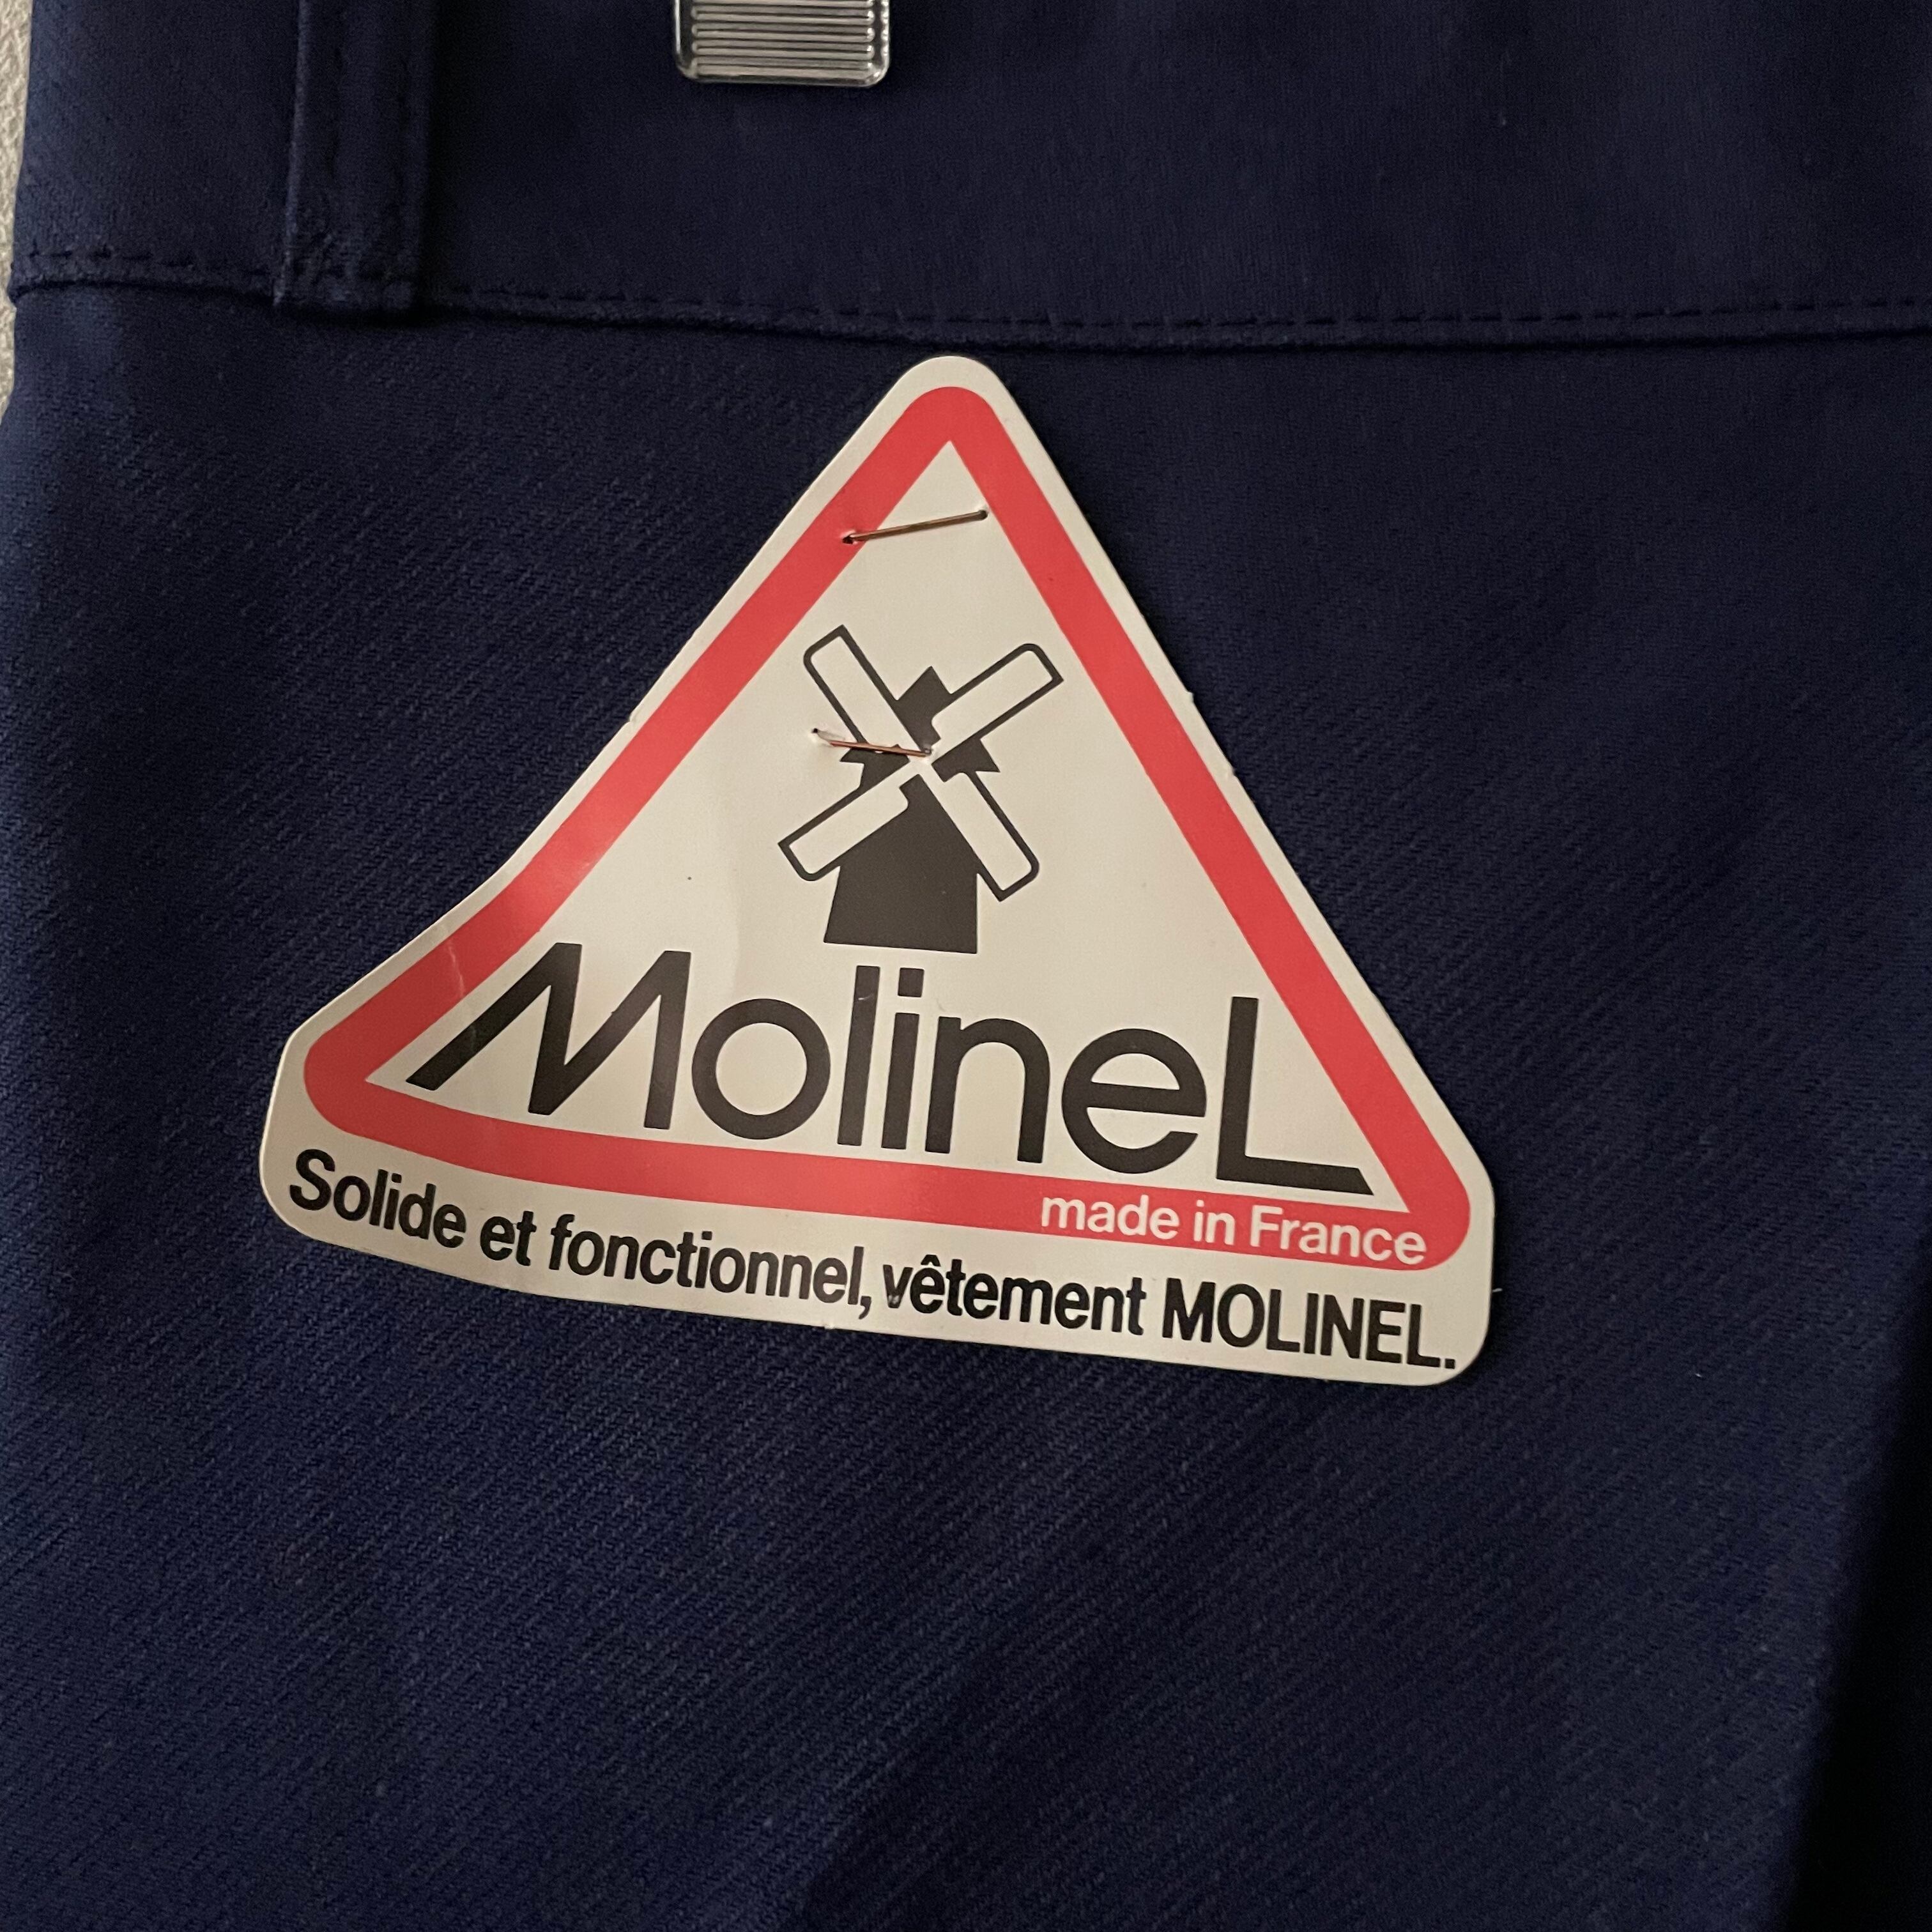 MolineL
made in France
Solide et fonctionnel, vêtement MOLINEL.